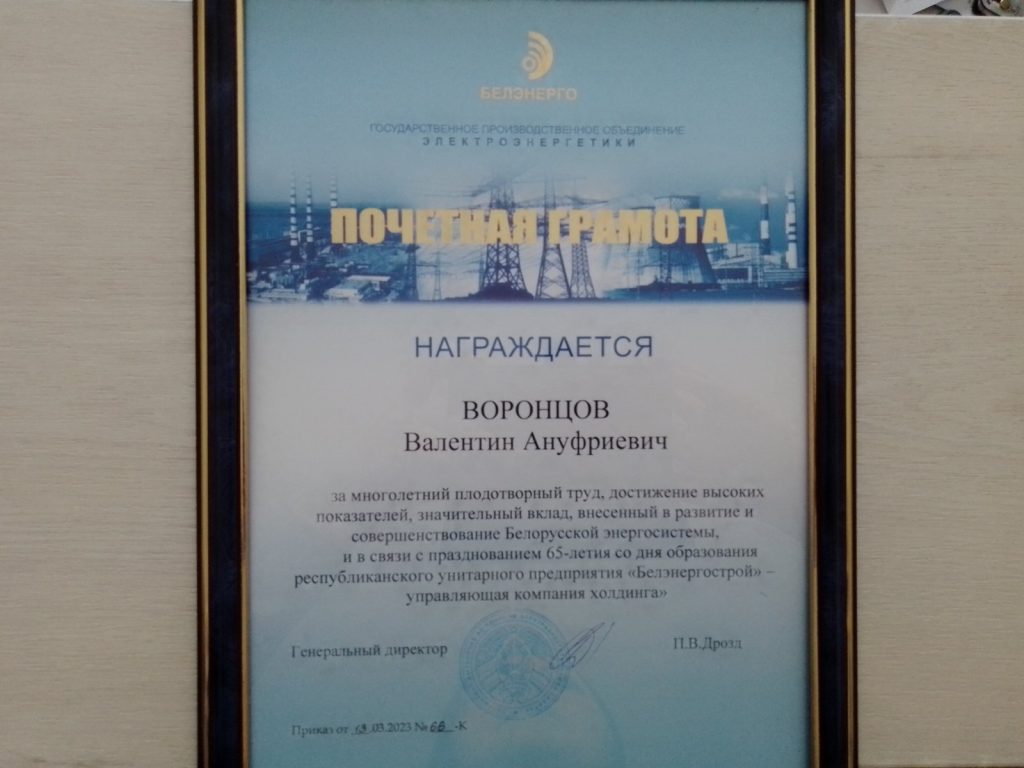 БЕЛЭНЕРГО
ГОСУДАРСТВЕННОЕ ПРОИЗВОДСТВЕННОЕ ОБЪЕДИНЕНИЕ
ЭЛЕКТРОЭНЕРГЕТИКИ
ПОЧЕТНАЯ ГРАМОТА
НАГРАЖДАЕТСЯ
ВОРОНЦОВ
Валентин Ануфриевич
за многолетний плодотворный труд, достижение высоких
показателей, значительный вклад, внесенный в развитие и
совершенствование Белорусской энергосистемы,
и в связи с празднованием 65-летия со дня образования
республиканского унитарного предприятия «Белэнергострой» –
управляющая компания холдинга»
Генеральный директор П.В.Дрозд
Приказ от .03.2023 № 66 -К